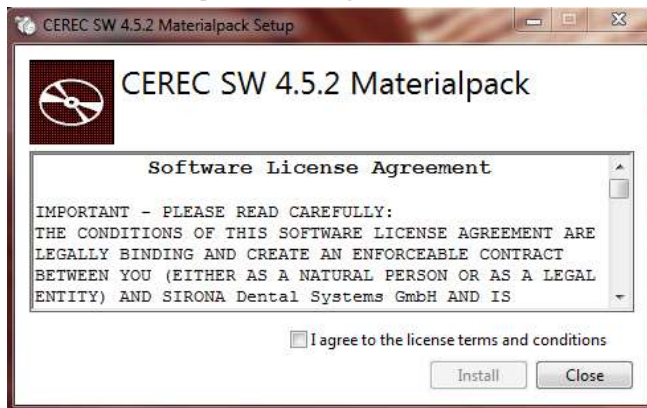 CEREC SW 4.5.2 Materialpack Setup
CEREC SW 4.5.2 Materialpack
Software License Agreement
IMPORTANT - PLEASE READ CAREFULLY:
THE CONDITIONS OF THIS SOFTWARE LICENSE AGREEMENT ARE
LEGALLY BINDING AND CREATE AN ENFORCEABLE CONTRACT
BETWEEN YOU (EITHER AS A NATURAL PERSON OR AS A LEGAL
ENTITY) AND SIRONA Dental Systems GmbH AND IS
I agree to the license terms and conditions
Install
Close